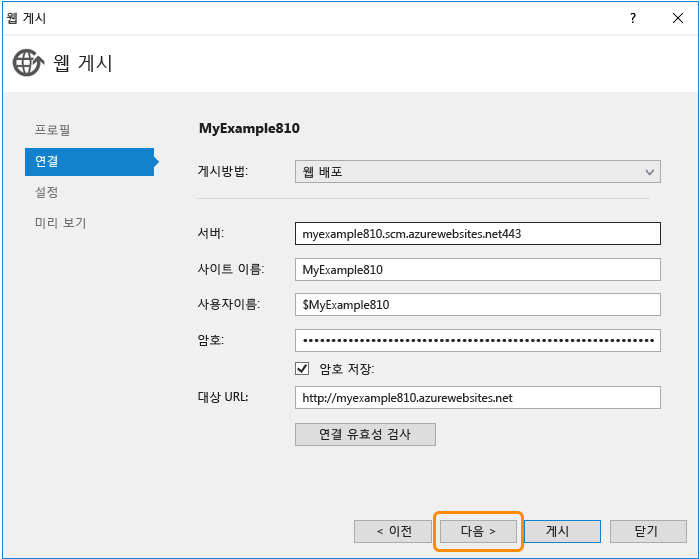 웹 게시
? ×
웹 게시
프로필
연결
설정
미리 보기
MyExample810
게시방법: 웹 배포
서버: myexample810.scm.azurewebsites.net443
사이트 이름: MyExample810
사용자이름: $MyExample810
암호: ••••••••••••••••••••••••••••••••••••••••••••••••••••••••••••
암호 저장:
대상 URL: http://myexample810.azurewebsites.net
연결 유효성 검사
< 이전
다음 >
게시
닫기